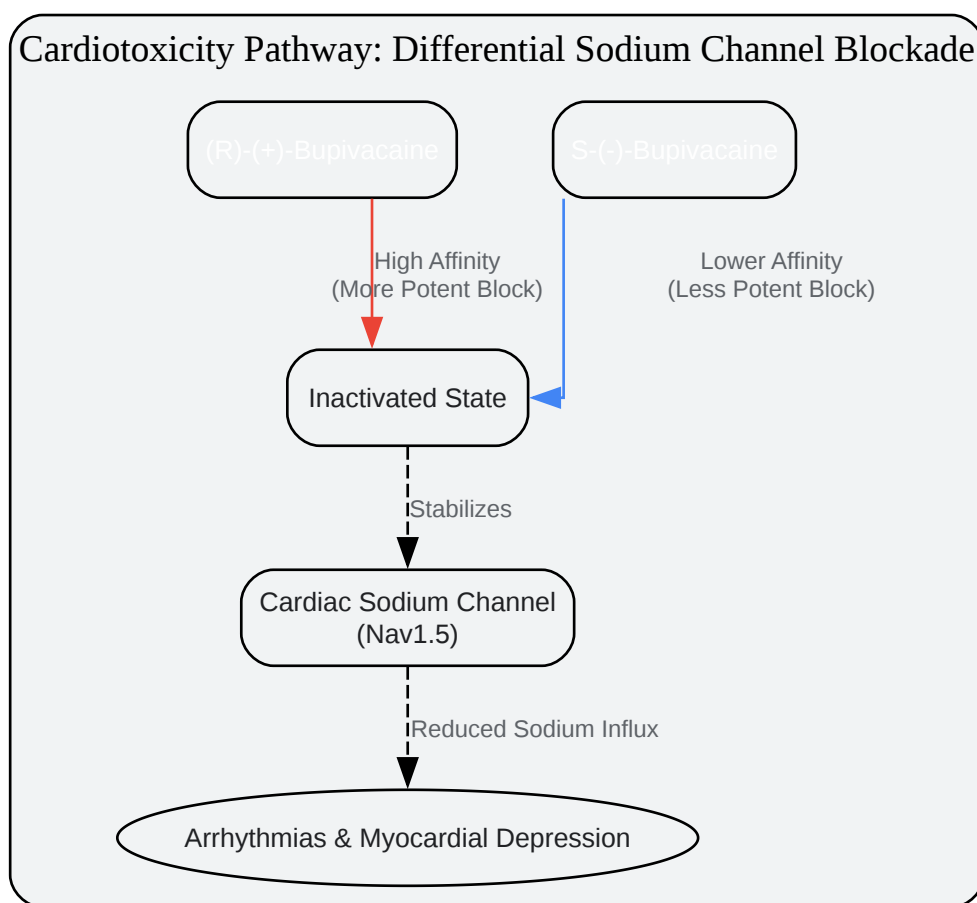 Cardiotoxicity Pathway: Differential Sodium Channel Blockade
(R)-(+)-Bupivacaine
S-(-)-Bupivacaine
High Affinity
(More Potent Block)
Lower Affinity
(Less Potent Block)
Inactivated State
Stabilizes
Cardiac Sodium Channel
(Nav1.5)
Reduced Sodium Influx
Arrhythmias & Myocardial Depression